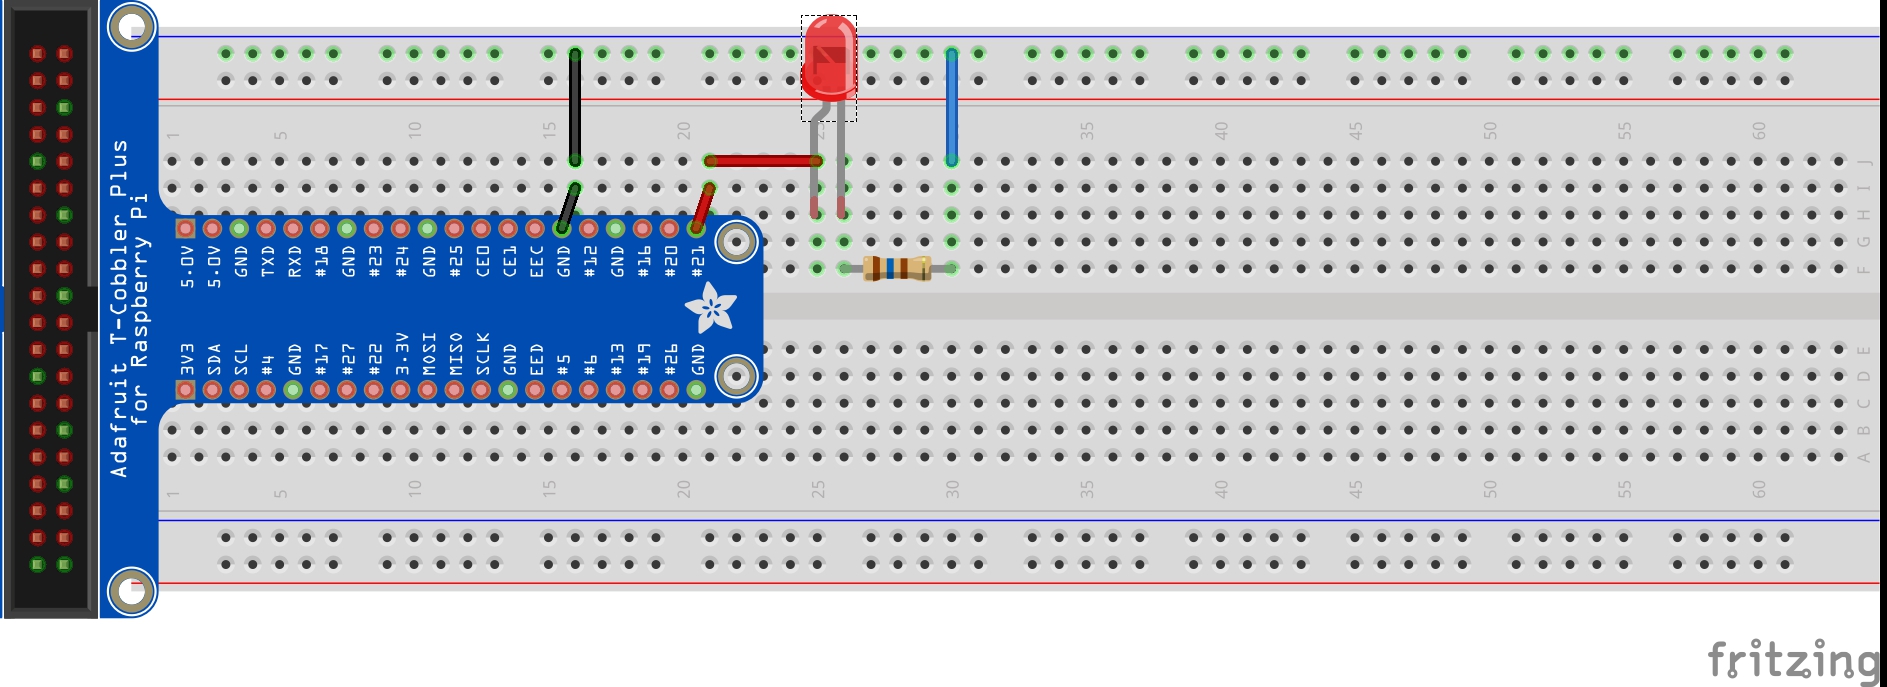 1 5 10 15 20 25 30 35 40 45 50 55 60
J
I
H
G
F
5.0V 5.0V GND TXD RXD #18 GND #23 #24 GND #25 CE0 CE1 EEC GND #12 GND #16 #20 #21
Adafruit T-Cobbler Plus
for Raspberry Pi
3V3 SDA SCL #4 GND #17 #27 #22 3.3V MOSI MISO SCLK GND EED #5 #6 #13 #19 #26 GND
E
D
C
B
A
1 5 10 15 20 25 30 35 40 45 50 55 60
fritzing